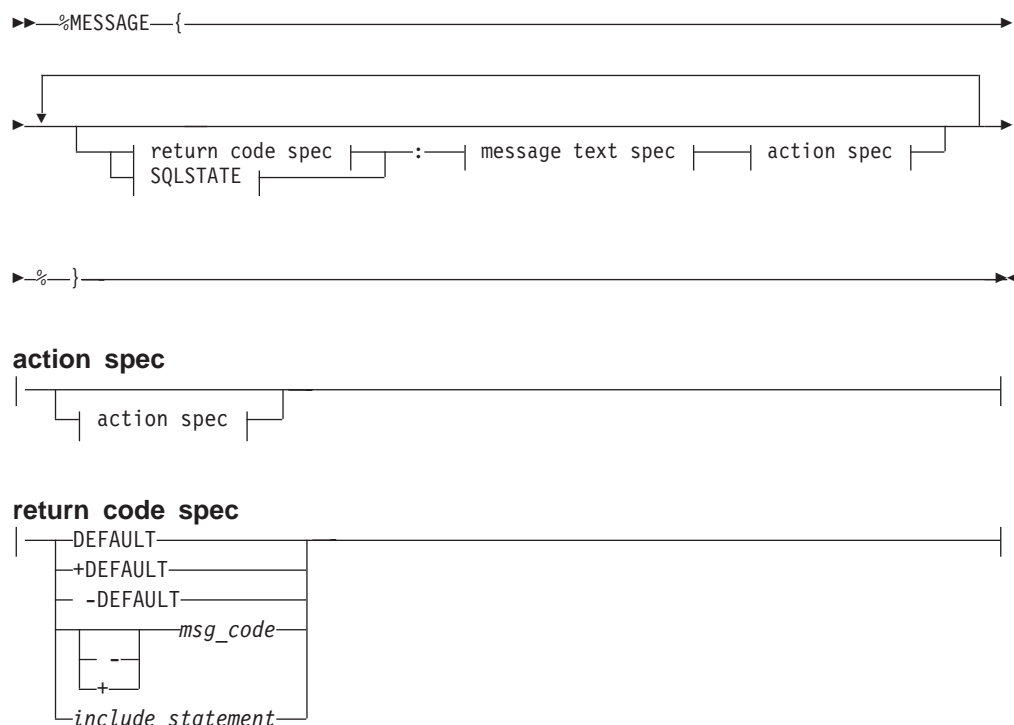 %MESSAGE {
return code spec : message text spec action spec
SQLSTATE
% }
action spec
action spec
return code spec
DEFAULT
+DEFAULT
-DEFAULT
msg_code
-
+
include statement